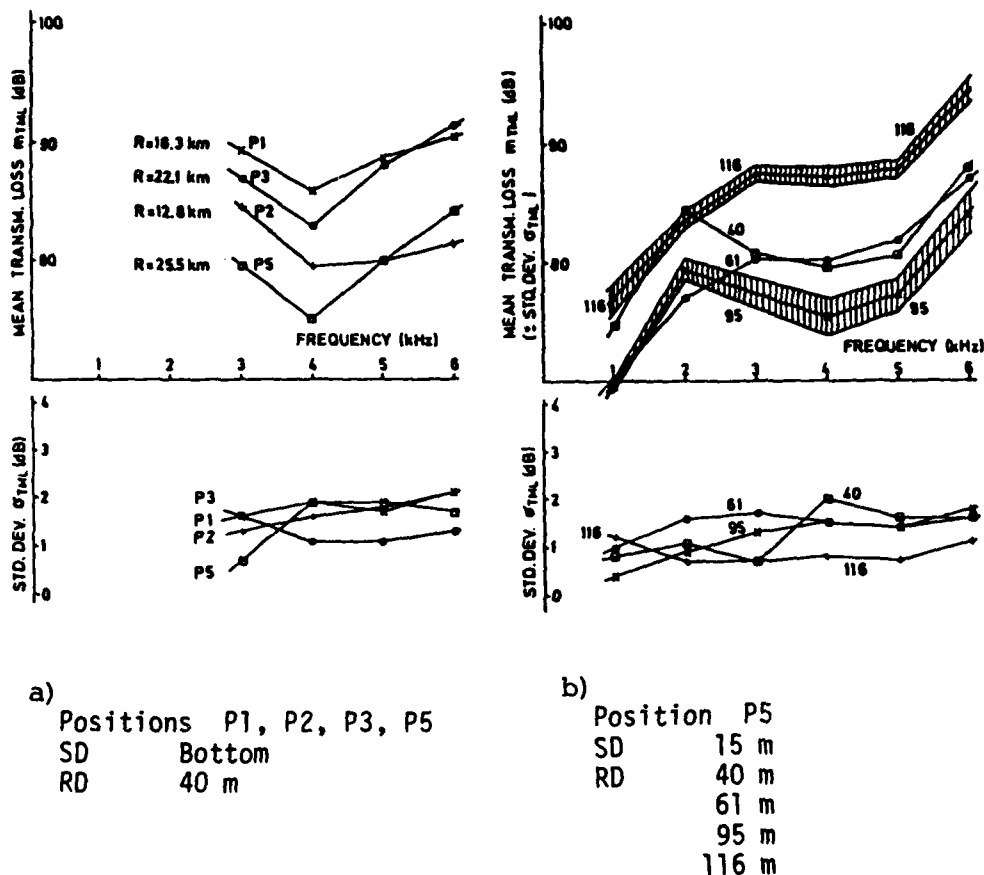 MEAN TRANSM. LOSS mTML (dB)
100
90
80
R=18.3 km P1
R=22.1 km P3
R=12.8 km P2
R=25.5 km P5
FREQUENCY (kHz)
1 2 3 4 5 6
STD. DEV. σTML (dB)
4
3
2
1
0
P3
P1
P2
P5
a)
Positions P1, P2, P3, P5
SD Bottom
RD 40 m
MEAN TRANSM. LOSS mTML (dB)
(± STD. DEV. σTML)
100
90
80
116
116
116
40
61
95
95
FREQUENCY (kHz)
1 2 3 4 5 6
STD. DEV. σTML (dB)
4
3
2
1
0
116
61
95
40
116
b)
Position P5
SD 15 m
RD 40 m
61 m
95 m
116 m